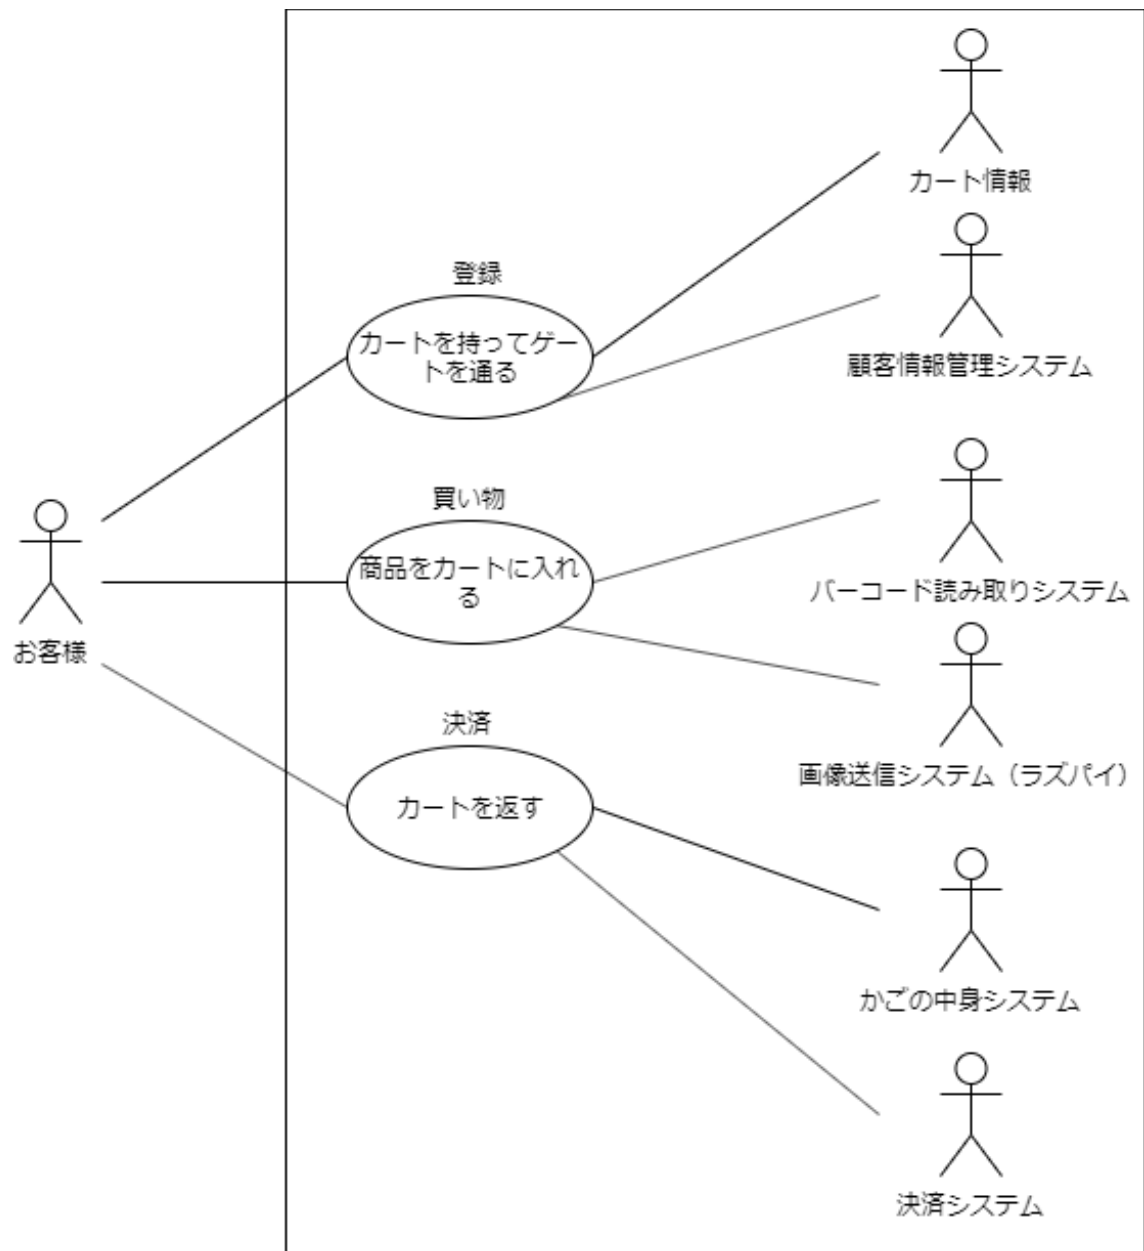 カート情報
登録
カートを持ってゲー
トを通る
顧客情報管理システム
買い物
商品をカートに入れ
る
バーコード読み取りシステム
お客様
決済
カートを返す
画像送信システム（ラズパイ）
かごの中身システム
決済システム